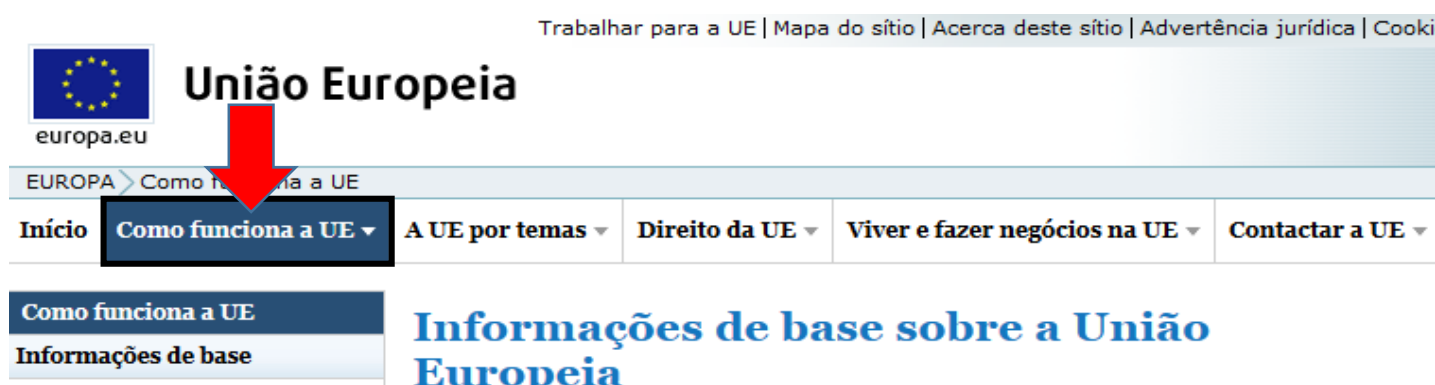 Trabalhar para a UE | Mapa do sítio | Acerca deste sítio | Advertência jurídica | Cooki
União Europeia
europa.eu
EUROPA > Como a UE
Início Como funciona a UE A UE por temas Direito da UE Viver e fazer negócios na UE Contactar a UE
Como funciona a UE
Informações de base
Informações de base sobre a União
Europeia